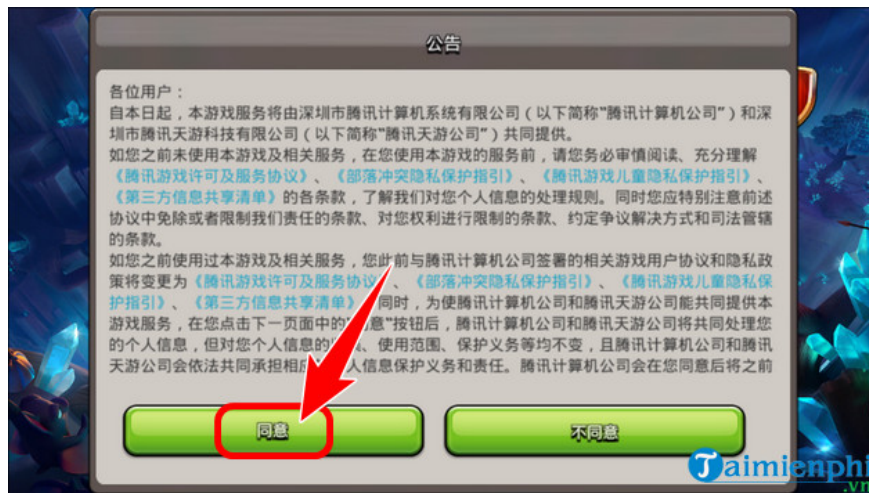 公告
各位用户：
自本日起，本游戏服务将由深圳市腾讯计算机系统有限公司（以下简称"腾讯计算机公司"）和深
圳市腾讯天游科技有限公司（以下简称"腾讯天游公司"）共同提供。
如您之前未使用本游戏及相关服务，在您使用本游戏的服务前，请您务必审慎阅读、充分理解
《腾讯游戏许可及服务协议》、《部落冲突隐私保护指引》、《腾讯游戏儿童隐私保护指引》、
《第三方信息共享清单》的各条款，了解我们对您个人信息的处理规则。同时您应特别注意前述
协议中免除或者限制我们责任的条款、对您权利进行限制的条款、约定争议解决方式和司法管辖
的条款。
如您之前使用过本游戏及相关服务，您此前与腾讯计算机公司签署的相关游戏用户协议和隐私政
策将变更为《腾讯游戏许可及服务协议》、《部落冲突隐私保护指引》、《腾讯游戏儿童隐私保
护指引》、《第三方信息共享清单》 同时，为使腾讯计算机公司和腾讯天游公司能共同提供本
游戏服务，在您点击下一页面中的" 意"按钮后，腾讯计算机公司和腾讯天游公司将共同处理您
的个人信息，但对您个人信息的 、使用范围、保护义务等均不变，且腾讯计算机公司和腾讯
天游公司会依法共同承担相应 人信息保护义务和责任。腾讯计算机公司会在您同意后将之前
同意 不同意
Taimienphi
.vn